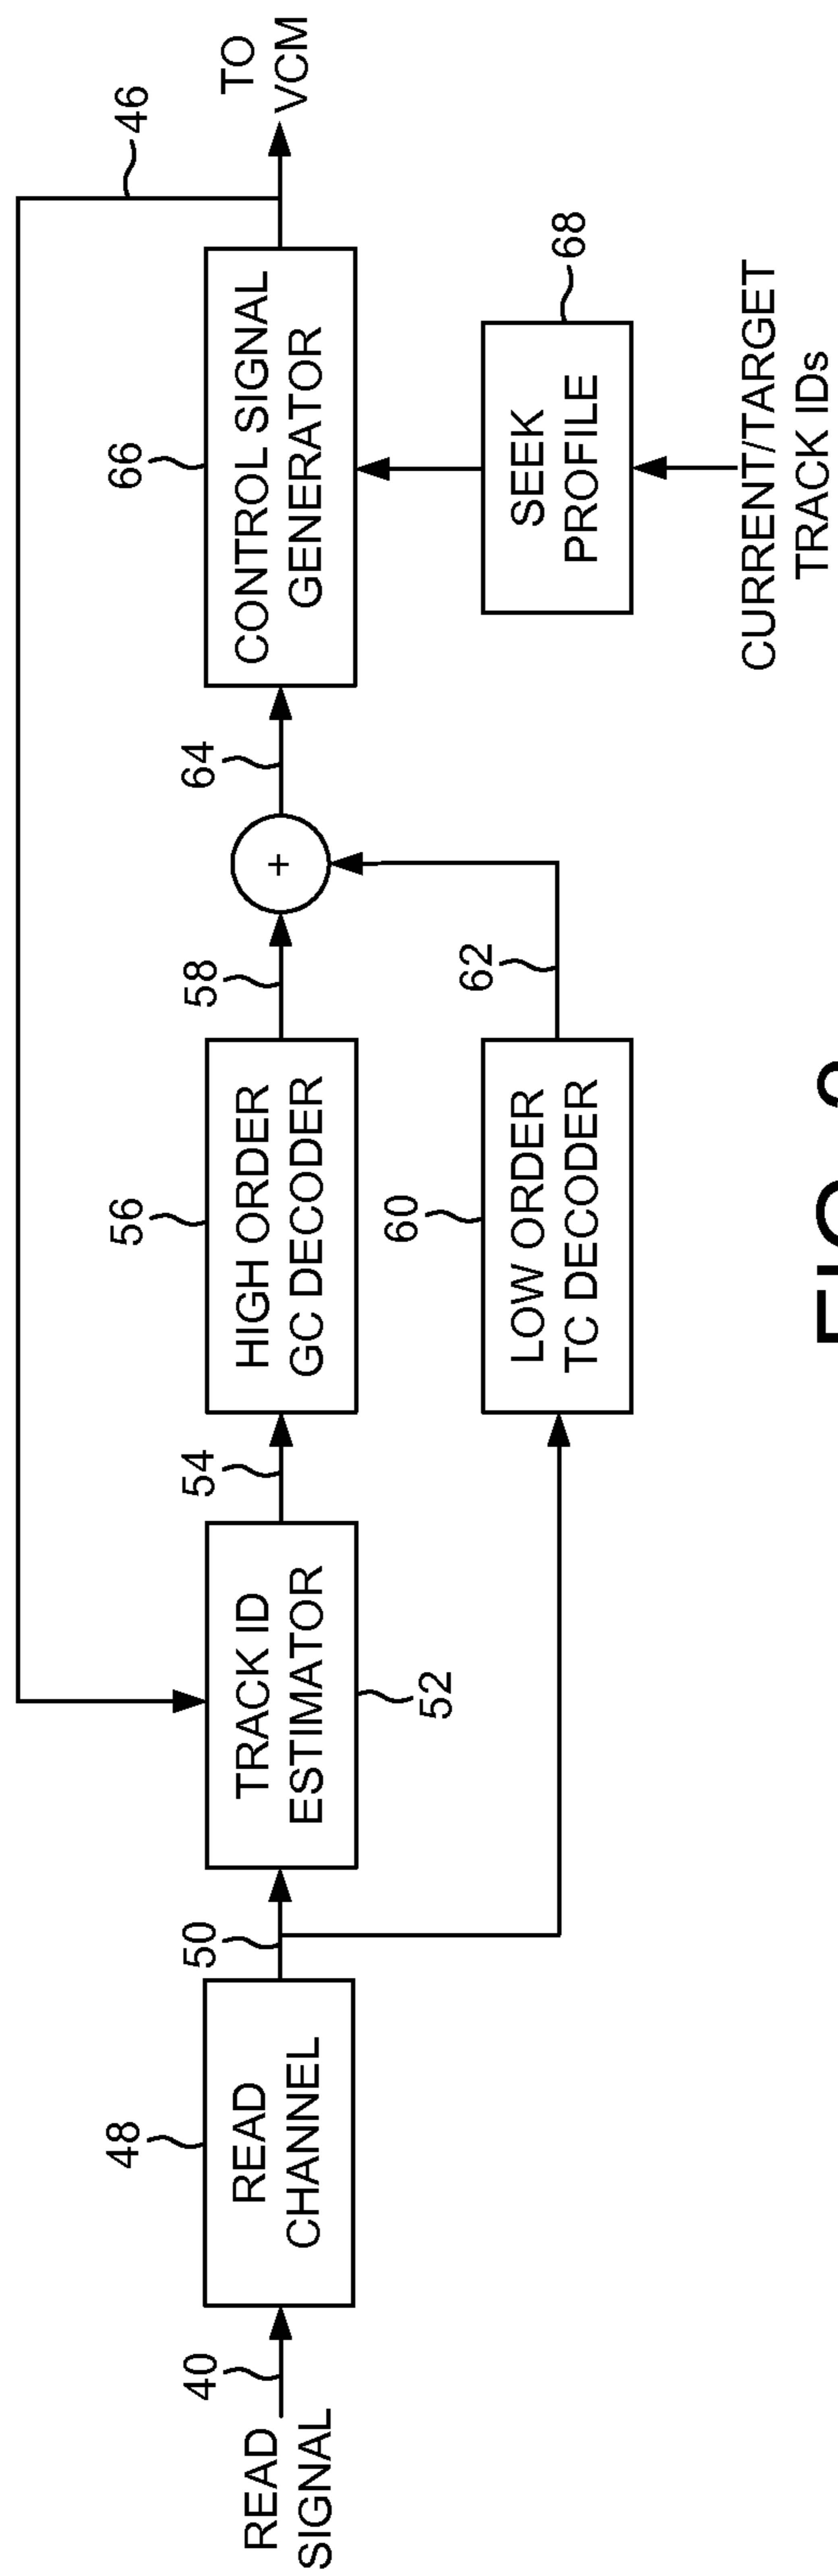 READ
SIGNAL
40
48
READ
CHANNEL
50
TRACK ID
ESTIMATOR
52
54
56
HIGH ORDER
GC DECODER
58
60
LOW ORDER
TC DECODER
62
+
64
66
CONTROL SIGNAL
GENERATOR
68
SEEK
PROFILE
CURRENT/TARGET
TRACK IDs
46
TO
VCM